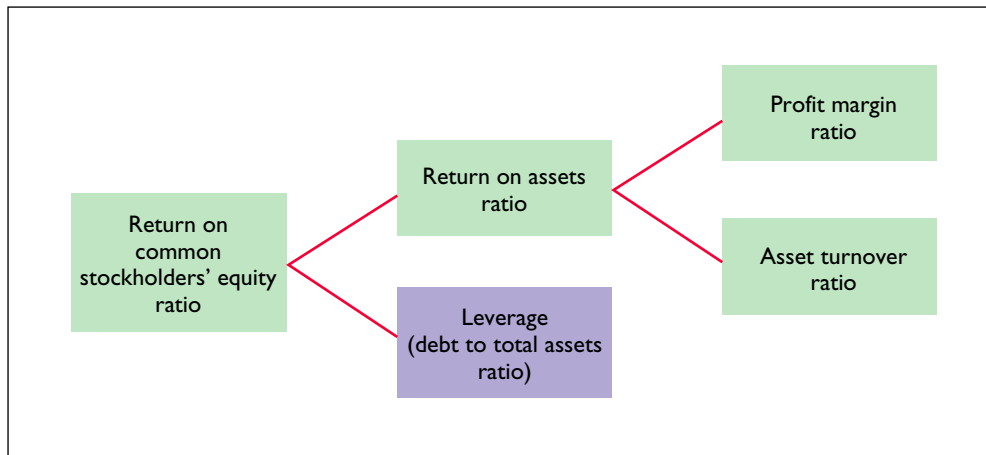 Return on
common
stockholders’ equity
ratio
Return on assets
ratio
Leverage
(debt to total assets
ratio)
Profit margin
ratio
Asset turnover
ratio